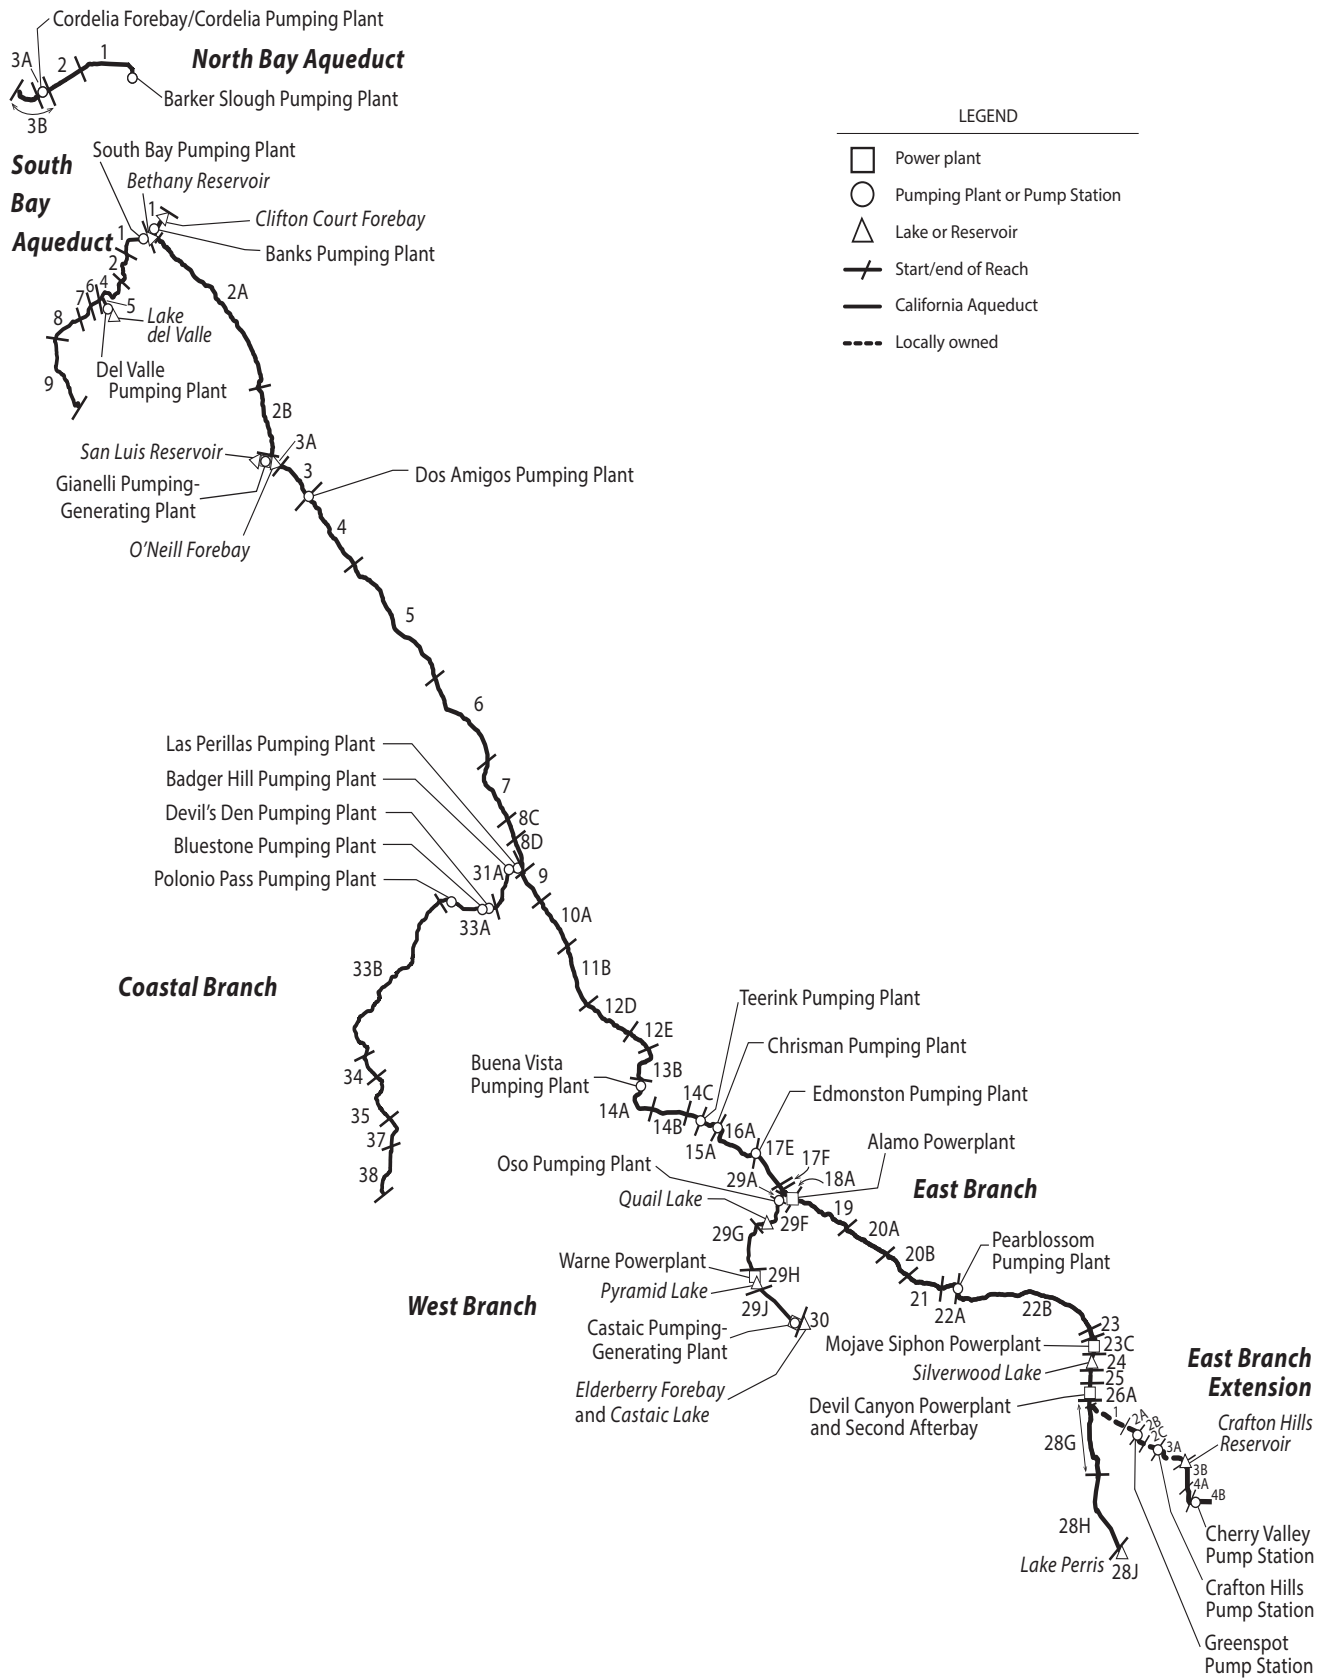 Cordelia Forebay/Cordelia Pumping Plant
North Bay Aqueduct
3A
2
1
Barker Slough Pumping Plant
3B
LEGEND
Power plant
Pumping Plant or Pump Station
Lake or Reservoir
Start/end of Reach
California Aqueduct
Locally owned
South
Bay
Aqueduct
South Bay Pumping Plant
Bethany Reservoir
1
Clifton Court Forebay
Banks Pumping Plant
1
2
4
6
7
5
8
9
Lake
del Valle
Del Valle
Pumping Plant
2A
2B
San Luis Reservoir
3A
3
Gianelli Pumping-
Generating Plant
Dos Amigos Pumping Plant
O'Neill Forebay
4
5
6
Las Perillas Pumping Plant
Badger Hill Pumping Plant
Devil's Den Pumping Plant
Bluestone Pumping Plant
Polonio Pass Pumping Plant
7
8C
8D
31A
9
33A
10A
Coastal Branch
33B
11B
12D
12E
34
35
37
38
Teerink Pumping Plant
Chrisman Pumping Plant
Buena Vista
Pumping Plant
13B
14A
14B
14C
15A
16A
Edmonston Pumping Plant
17E
Alamo Powerplant
17F
18A
Oso Pumping Plant
29A
East Branch
Quail Lake
29F
29G
19
20A
20B
Pearblossom
Pumping Plant
Warne Powerplant
29H
Pyramid Lake
29J
West Branch
21
22A
22B
Castaic Pumping-
Generating Plant
30
23
Mojave Siphon Powerplant
23C
Silverwood Lake
24
25
East Branch
Extension
Elderberry Forebay
and Castaic Lake
Devil Canyon Powerplant
and Second Afterbay
26A
1
2A
2B
2C
3A
Crafton Hills
Reservoir
28G
3B
4A
4B
28H
Cherry Valley
Pump Station
Lake Perris
28J
Crafton Hills
Pump Station
Greenspot
Pump Station